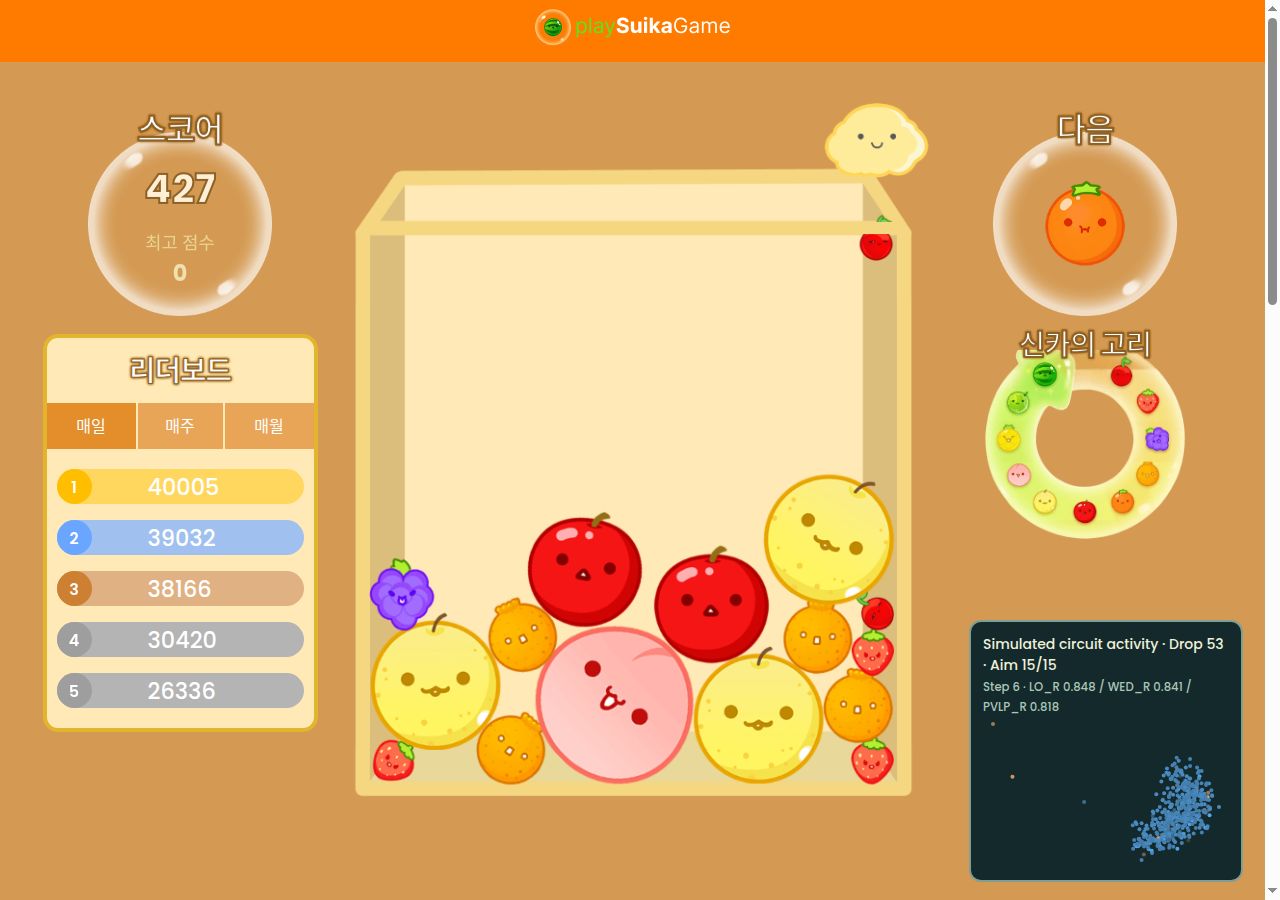 playSuikaGame
스코어
427
최고 점수
0
리더보드
매일 매주 매월
1 40005
2 39032
3 38166
4 30420
5 26336
다음
신카의 고리
Simulated circuit activity · Drop 53
· Aim 15/15
Step 6 · LO_R 0.848 / WED_R 0.841 /
PVLP_R 0.818